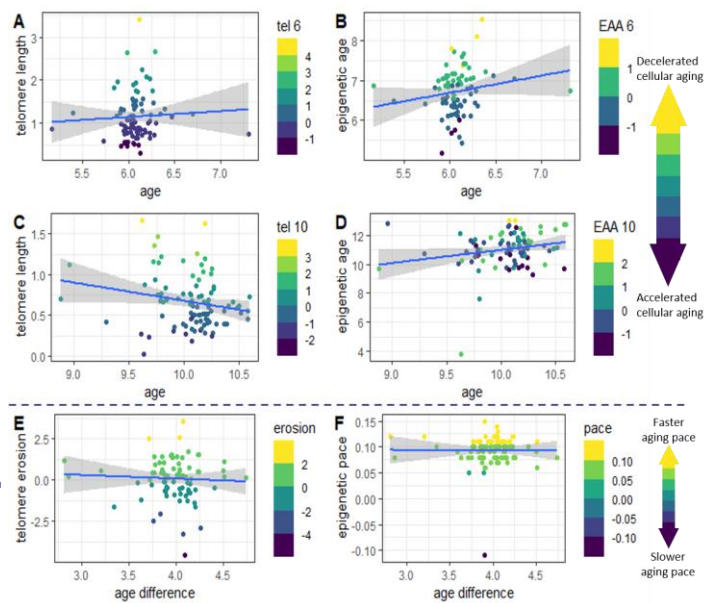 A
telomere length
3
2
1
5.5
6.0
6.5
7.0
age
tel 6
4
3
2
1
0
-1
B
epigenetic age
8
7
6
5.5
6.0
6.5
7.0
age
EAA 6
1
0
-1
Decelerated
cellular aging
C
telomere length
1.5
1.0
0.5
0.0
9.0
9.5
10.0
10.5
age
tel 10
3
2
1
0
-1
-2
D
epigenetic age
12
10
8
6
4
9.0
9.5
10.0
10.5
age
EAA 10
2
1
0
-1
Accelerated
cellular aging
E
telomere erosion
2.5
0.0
-2.5
3.0
3.5
4.0
4.5
age difference
erosion
2
0
-2
-4
F
epigenetic pace
0.15
0.10
0.05
0.00
-0.05
-0.10
3.0
3.5
4.0
4.5
age difference
pace
0.10
0.05
0.00
-0.05
-0.10
Faster
aging pace
Slower
aging pace